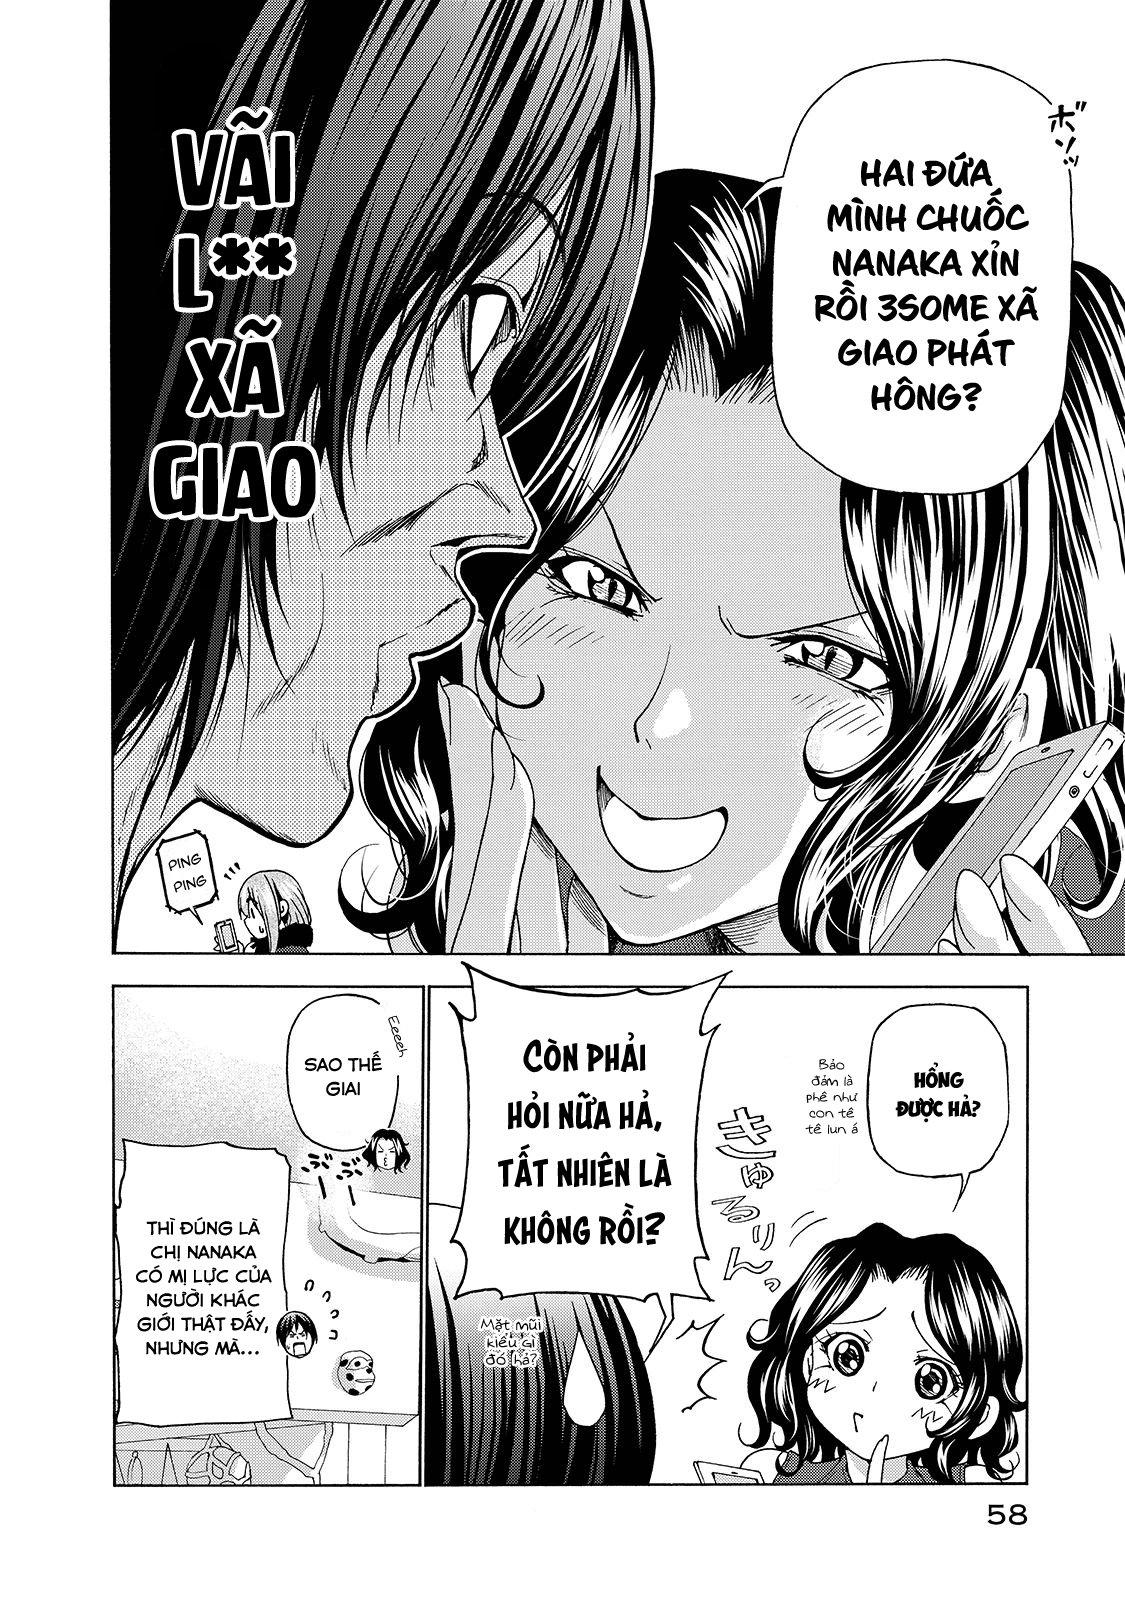 ボソッ
HAI ĐỨA
MÌNH CHUỐC
NANAKA XỈN
RỒI 3SOME XÃ
GIAO PHÁT
HÔNG?
VÃI
L**
XÃ
GIAO
PING
PING
HỔNG
ĐƯỢC HẢ?
Bảo
đảm là
phê như
con tê
tê lun á
きゅるりんっ
CÒN PHẢI
HỎI NỮA HẢ,
TẤT NHIÊN LÀ
KHÔNG RỒI?
Mặt mũi
kiểu gì
đó hả?
Eeeeh
SAO THẾ
GIAI
THÌ ĐÚNG LÀ
CHỊ NANAKA
CÓ MỊ LỰC CỦA
NGƯỜI KHÁC
GIỚI THẬT ĐẤY,
NHƯNG MÀ...
58